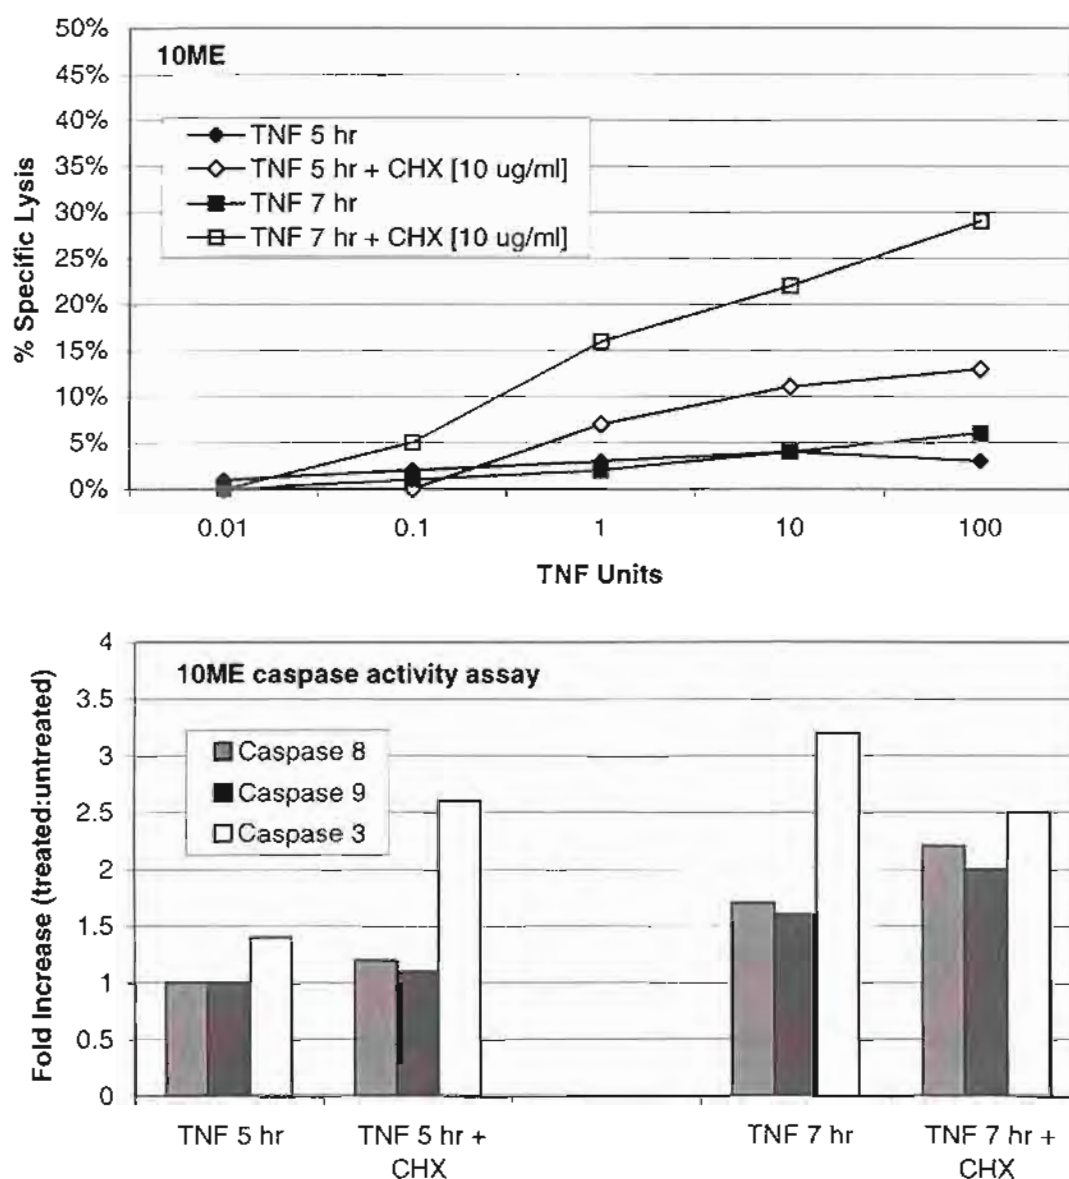 50%
10ME
45%
40%
TNF 5 hr
35%
TNF 5 hr + CHX [10 ug/ml]
TNF 7 hr
30%
TNF 7 hr + CHX [10 ug/ml]
25%
20%
15%
10%
5%
0%
% Specific Lysis
0.01 0.1 1 10 100
TNF Units
4
10ME caspase activity assay
3.5
Caspase 8
3
Caspase 9
2.5
Caspase 3
2
1.5
1
0.5
0
Fold Increase (treated:untreated)
TNF 5 hr
TNF 5 hr +
CHX
TNF 7 hr
TNF 7 hr +
CHX